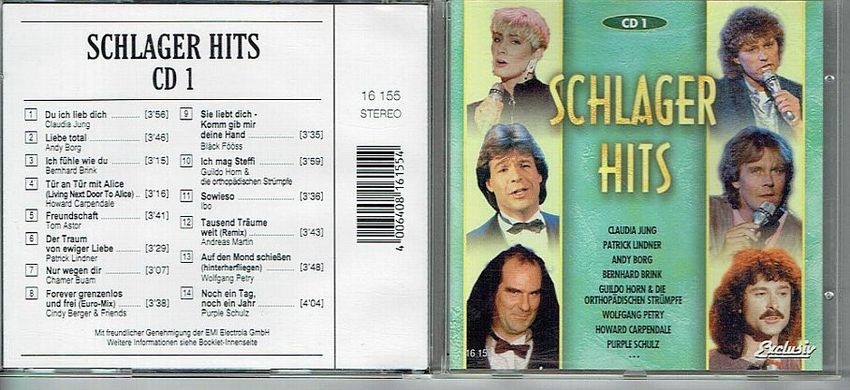 SCHLAGER HITS
CD 1
16 155
STEREO
1 Du ich lieb dich [3'56]
Claudia Jung
2 Liebe total [3'46]
Andy Borg
3 Ich fühle wie du [3'15]
Bernhard Brink
4 Tür an Tür mit Alice
(Living Next Door To Alice) .. [3'16]
Howard Carpendale
5 Freundschaft [3'41]
Tom Astor
6 Der Traum
von ewiger Liebe [3'29]
Patrick Lindner
7 Nur wegen dir [3'07]
Chamer Buam
8 Forever grenzenlos
und frei (Euro-Mix) [3'38]
Cindy Berger & Friends
9 Sie liebt dich -
Komm gib mir
deine Hand [3'35]
Bläck Fööss
10 Ich mag Steffi [3'59]
Guildo Horn &
die orthopädischen Strümpfe
11 Sowieso [3'36]
Ibo
12 Tausend Träume
weit (Remix) [3'43]
Andreas Martin
13 Auf den Mond schießen
(hinterherfliegen) [3'48]
Wolfgang Petry
14 Noch ein Tag,
noch ein Jahr [4'04]
Purple Schulz
Mit freundlicher Genehmigung der EMI Electrola GmbH
Weitere Informationen siehe Booklet-Innenseite
4 006408 161554
CD 1
SCHLAGER
HITS
CLAUDIA JUNG
PATRICK LINDNER
ANDY BORG
BERNHARD BRINK
GUILDO HORN & DIE
ORTHOPÄDISCHEN STRÜMPFE
WOLFGANG PETRY
HOWARD CARPENDALE
PURPLE SCHULZ
...
16 15
Exclusiv